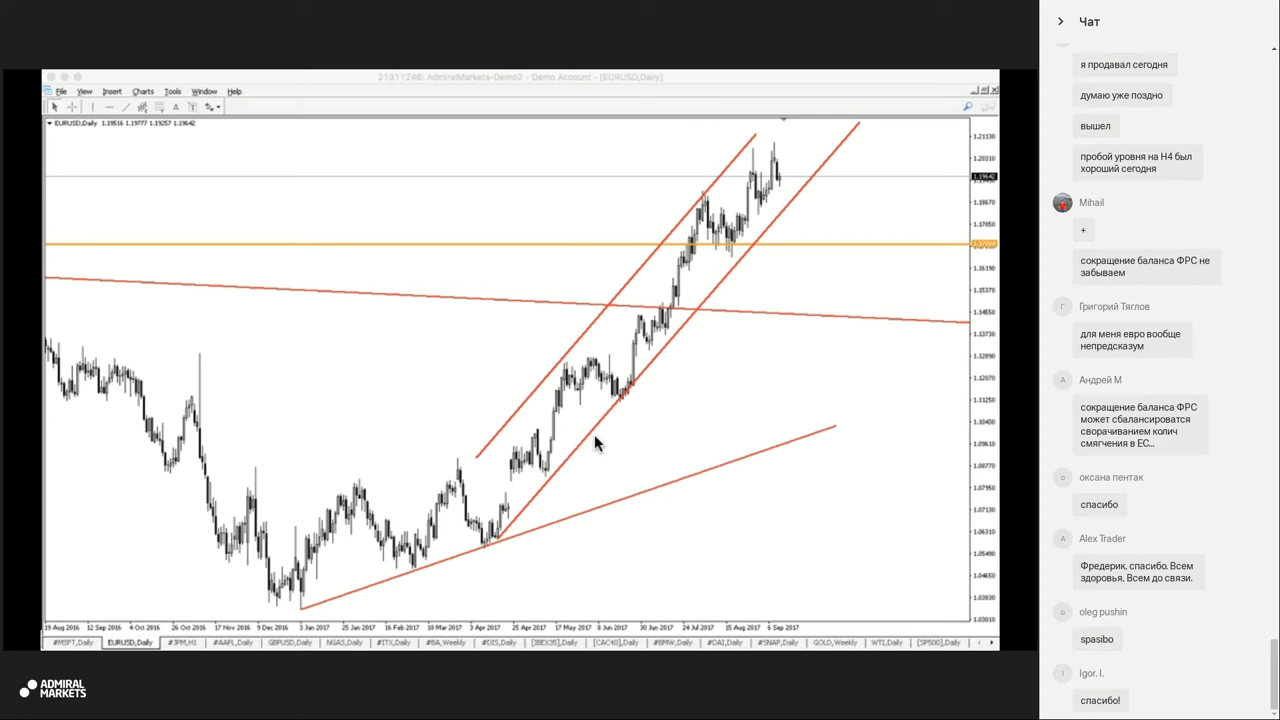 21311246: AdmiralMarkets-Demo2 - Demo Account - [EURUSD,Daily]
File View Insert Charts Tools Window Help
EURUSD,Daily 1.19516 1.19777 1.19257 1.19642
1.21130
1.20310
1.19642
1.18670
1.17850
1.16190
1.15370
1.14550
1.13730
1.12890
1.12070
1.11250
1.10430
1.09610
1.08770
1.07950
1.07130
1.06310
1.05490
1.04650
1.03830
1.03010
19 Aug 2016 12 Sep 2016 4 Oct 2016 26 Oct 2016 17 Nov 2016 9 Dec 2016 3 Jan 2017 25 Jan 2017 16 Feb 2017 10 Mar 2017 3 Apr 2017 25 Apr 2017 17 May 2017 8 Jun 2017 30 Jun 2017 24 Jul 2017 15 Aug 2017 6 Sep 2017
#MSFT,Daily EURUSD,Daily #JPM,H1 #AAPL,Daily GBPUSD,Daily NGAS,Daily #ITX,Daily #BA,Weekly #DIS,Daily [IBEX35],Daily [CAC40],Daily #BMW,Daily #DAI,Daily #SNAP,Daily GOLD,Weekly WTI,Daily [SP500],Daily
ADMIRAL
MARKETS
Чат
я продавал сегодня
думаю уже поздно
вышел
пробой уровня на H4 был
хороший сегодня
Mihail
+
сокращение баланса ФРС не
забываем
Г
Григорий Тяглов
для меня евро вообще
непредсказум
А
Андрей М
сокращение баланса ФРС
может сбалансироватся
сворачиванием колич
смягчения в ЕС...
о
оксана пентак
спасибо
A
Alex Trader
Фредерик, спасибо. Всем
здоровья, Всем до связи.
o
oleg pushin
spasibo
I
Igor. I.
спасибо!